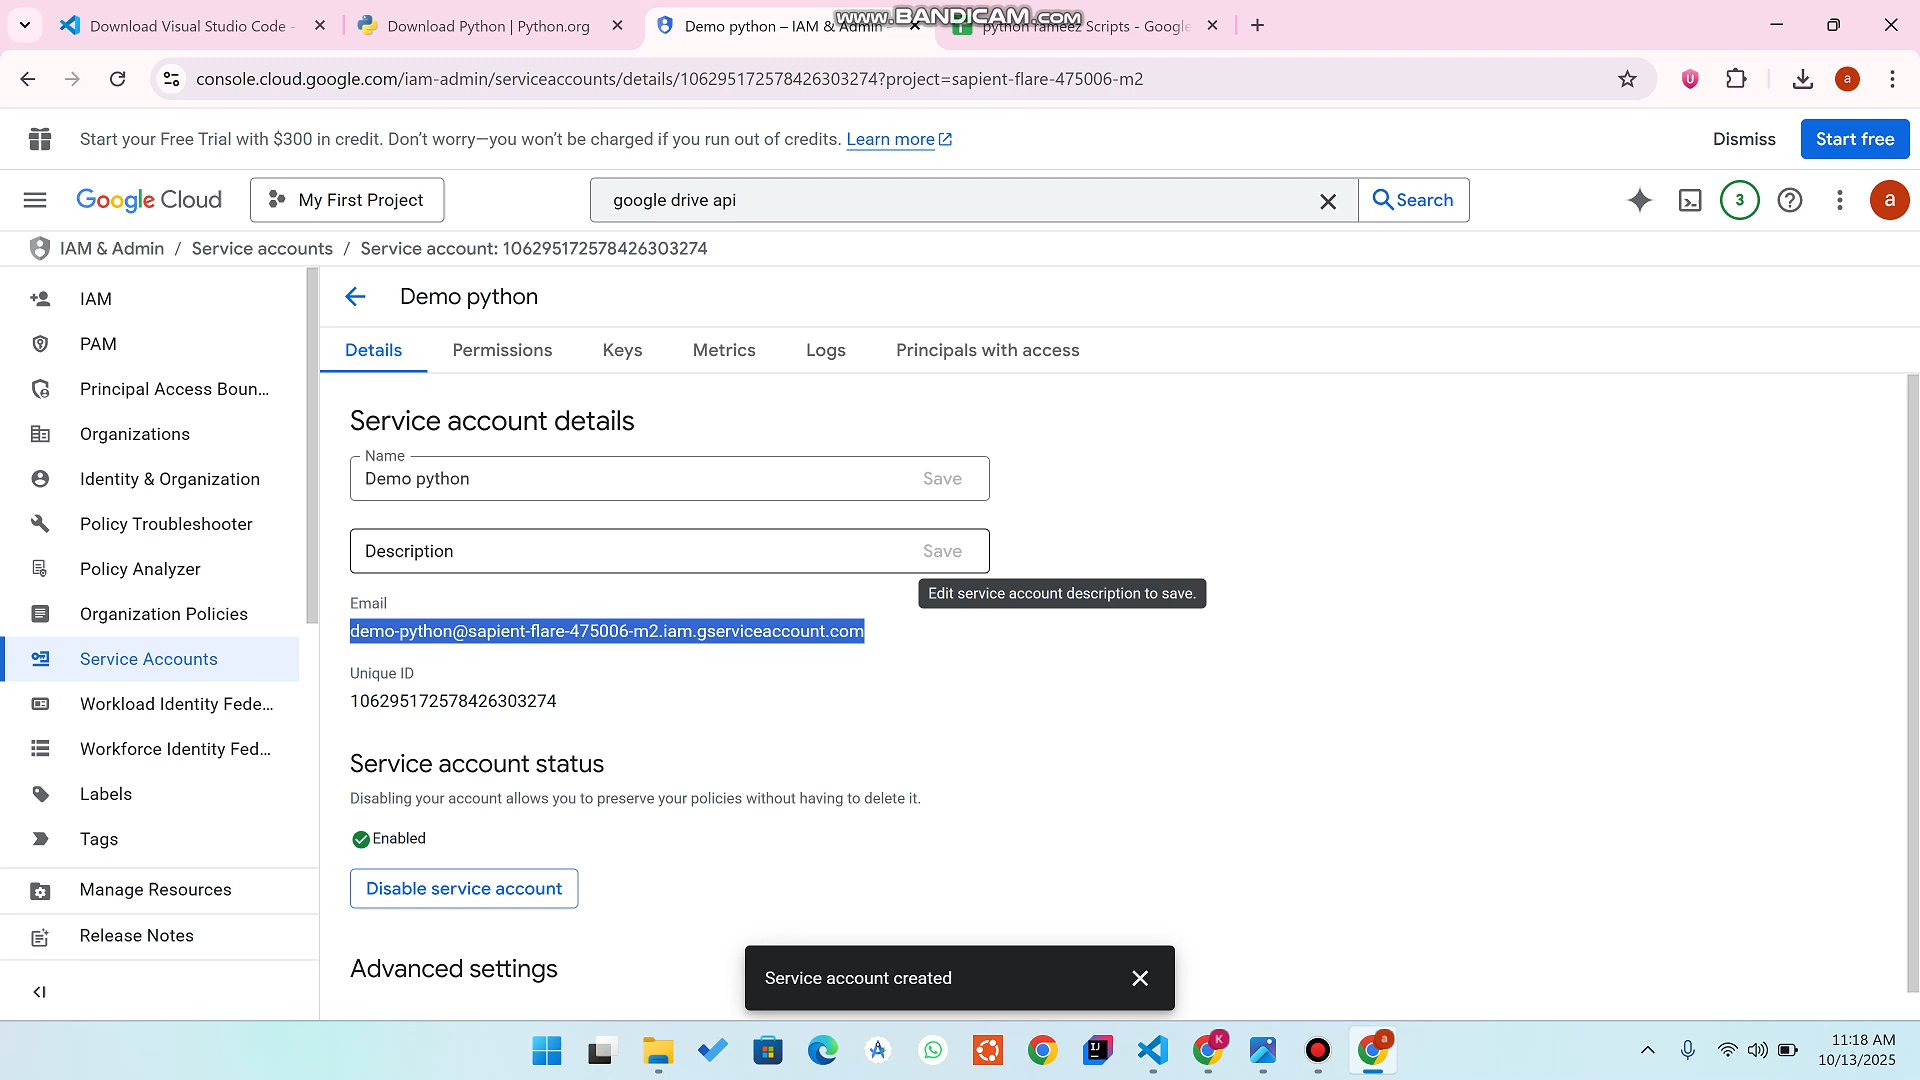 Download Visual Studio Code -
Download Python | Python.org
Demo python – IAM & Admin
python rameez Scripts - Google
www.BANDICAM.com
console.cloud.google.com/iam-admin/serviceaccounts/details/106295172578426303274?project=sapient-flare-475006-m2
a
Start your Free Trial with $300 in credit. Don't worry—you won't be charged if you run out of credits. Learn more
Dismiss
Start free
Google Cloud
My First Project
google drive api
Search
3
a
IAM & Admin / Service accounts / Service account: 106295172578426303274
IAM
PAM
Principal Access Boun...
Organizations
Identity & Organization
Policy Troubleshooter
Policy Analyzer
Organization Policies
Service Accounts
Workload Identity Fede...
Workforce Identity Fed...
Labels
Tags
Manage Resources
Release Notes
Demo python
Details
Permissions
Keys
Metrics
Logs
Principals with access
Service account details
Name
Demo python
Save
Description
Save
Edit service account description to save.
Email
demo-python@sapient-flare-475006-m2.iam.gserviceaccount.com
Unique ID
106295172578426303274
Service account status
Disabling your account allows you to preserve your policies without having to delete it.
Enabled
Disable service account
Advanced settings
Service account created
K
a
11:18 AM
10/13/2025